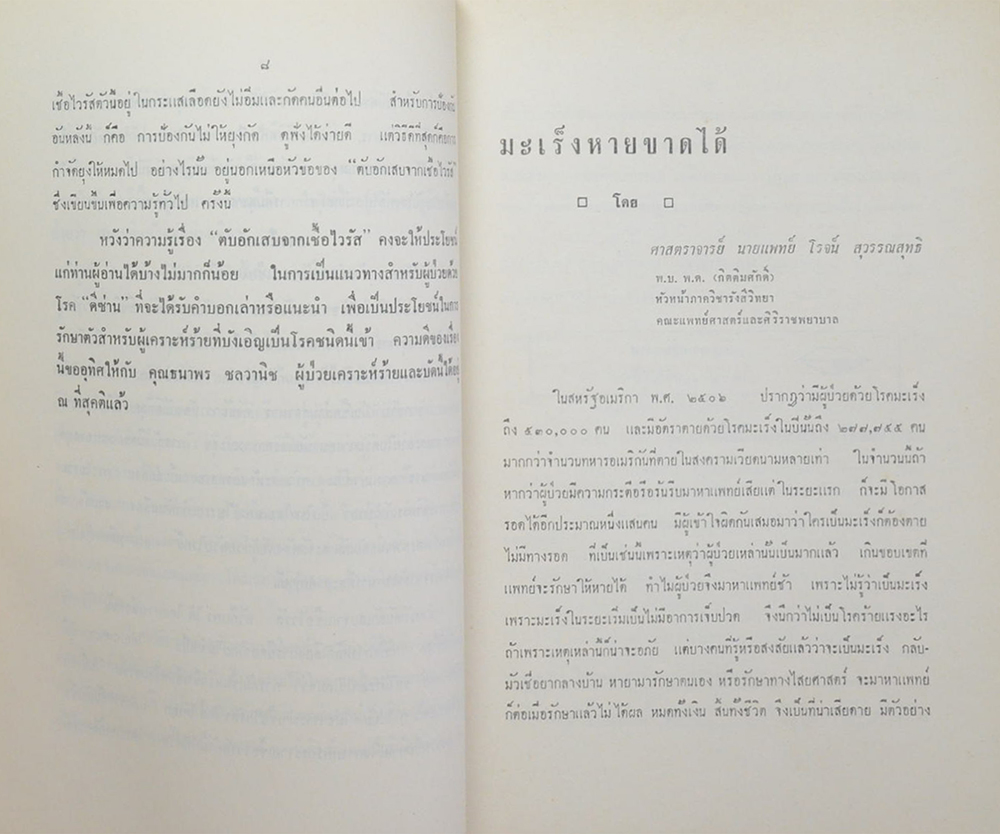 ๘
เชื้อไวรัสตัวนี้อยู่ในกระแสเลือดยังไม่อิ่มและกัดคนอื่นต่อไป สำหรับการป้องกัน
อันหลังนี้ ก็คือ การป้องกันไม่ให้ยุงกัด ดูฟังได้ง่ายดี แต่วิธีดีที่สุดก็คือการ
กำจัดยุงให้หมดไป อย่างไรนั้น อยู่นอกเหนือหัวข้อของ “ตับอักเสบจากเชื้อไวรัส”
ซึ่งเขียนขึ้นเพื่อความรู้ทั่วไป ครั้งนี้
หวังว่าความรู้เรื่อง “ตับอักเสบจากเชื้อไวรัส” คงจะให้ประโยชน์
แก่ท่านผู้อ่านได้บ้างไม่มากก็น้อย ในการเป็นแนวทางสำหรับผู้ป่วยด้วย
โรค “ดีซ่าน” ที่จะได้รับคำบอกเล่าหรือแนะนำ เพื่อเป็นประโยชน์ในการ
รักษาตัวสำหรับผู้เคราะห์ร้ายที่บังเอิญเป็นโรคชนิดนี้เข้า ความดีของเรื่อง
นี้ขออุทิศให้กับ คุณธนาพร ชลวานิช ผู้ป่วยเคราะห์ร้ายและบัดนี้ได้อยู่
ณ ที่สุคติแล้ว
มะเร็งหายขาดได้
โดย
ศาสตราจารย์ นายแพทย์ โรจน์ สุวรรณสุทธิ
พ.บ. พ.ด. (กิตติมศักดิ์)
หัวหน้าภาควิชารังสีวิทยา
คณะแพทย์ศาสตร์และศิริราชพยาบาล
ในสหรัฐอเมริกา พ.ศ. ๒๕๐๖ ปรากฏว่ามีผู้ป่วยด้วยโรคมะเร็ง
ถึง ๕๓๐,๐๐๐ คน และมีอัตราตายด้วยโรคมะเร็งในปีนั้นถึง คน
มากกว่าจำนวนทหารอเมริกันที่ตายในสงครามเวียดนามหลายเท่า ในจำนวนนี้ถ้า
หากว่าผู้ป่วยมีความกระตือรือร้นรีบมาหาแพทย์เสียแต่ในระยะแรก ก็จะมีโอกาส
รอดได้อีกประมาณหนึ่งแสนคน มีผู้เข้าใจผิดกันเสมอมาว่าใครเป็นมะเร็งก็ต้องตาย
ไม่มีทางรอด ที่เป็นเช่นนี้เพราะเหตุว่าผู้ป่วยเหล่านั้นเป็นมากแล้ว เกินขอบเขตที่
แพทย์จะรักษาให้หายได้ ทำไมผู้ป่วยจึงมาหาแพทย์ช้า เพราะไม่รู้ว่าเป็นมะเร็ง
เพราะมะเร็งในระยะเริ่มเป็นไม่มีอาการเจ็บปวด จึงนึกว่าไม่เป็นโรคร้ายแรงอะไร
ถ้าเพราะเหตุเหล่านี้ก็น่าจะอภัย แต่บางคนที่รู้หรือสงสัยแล้วว่าจะเป็นมะเร็ง กลับ-
มัวเชื่อยากลางบ้าน หายามารักษาตนเอง หรือรักษาทางไสยศาสตร์ จะมาหาแพทย์
ก็ต่อเมื่อรักษาแล้วไม่ได้ผล หมดทั้งเงิน สิ้นทั้งชีวิต จึงเป็นที่น่าเสียดาย มีตัวอย่าง